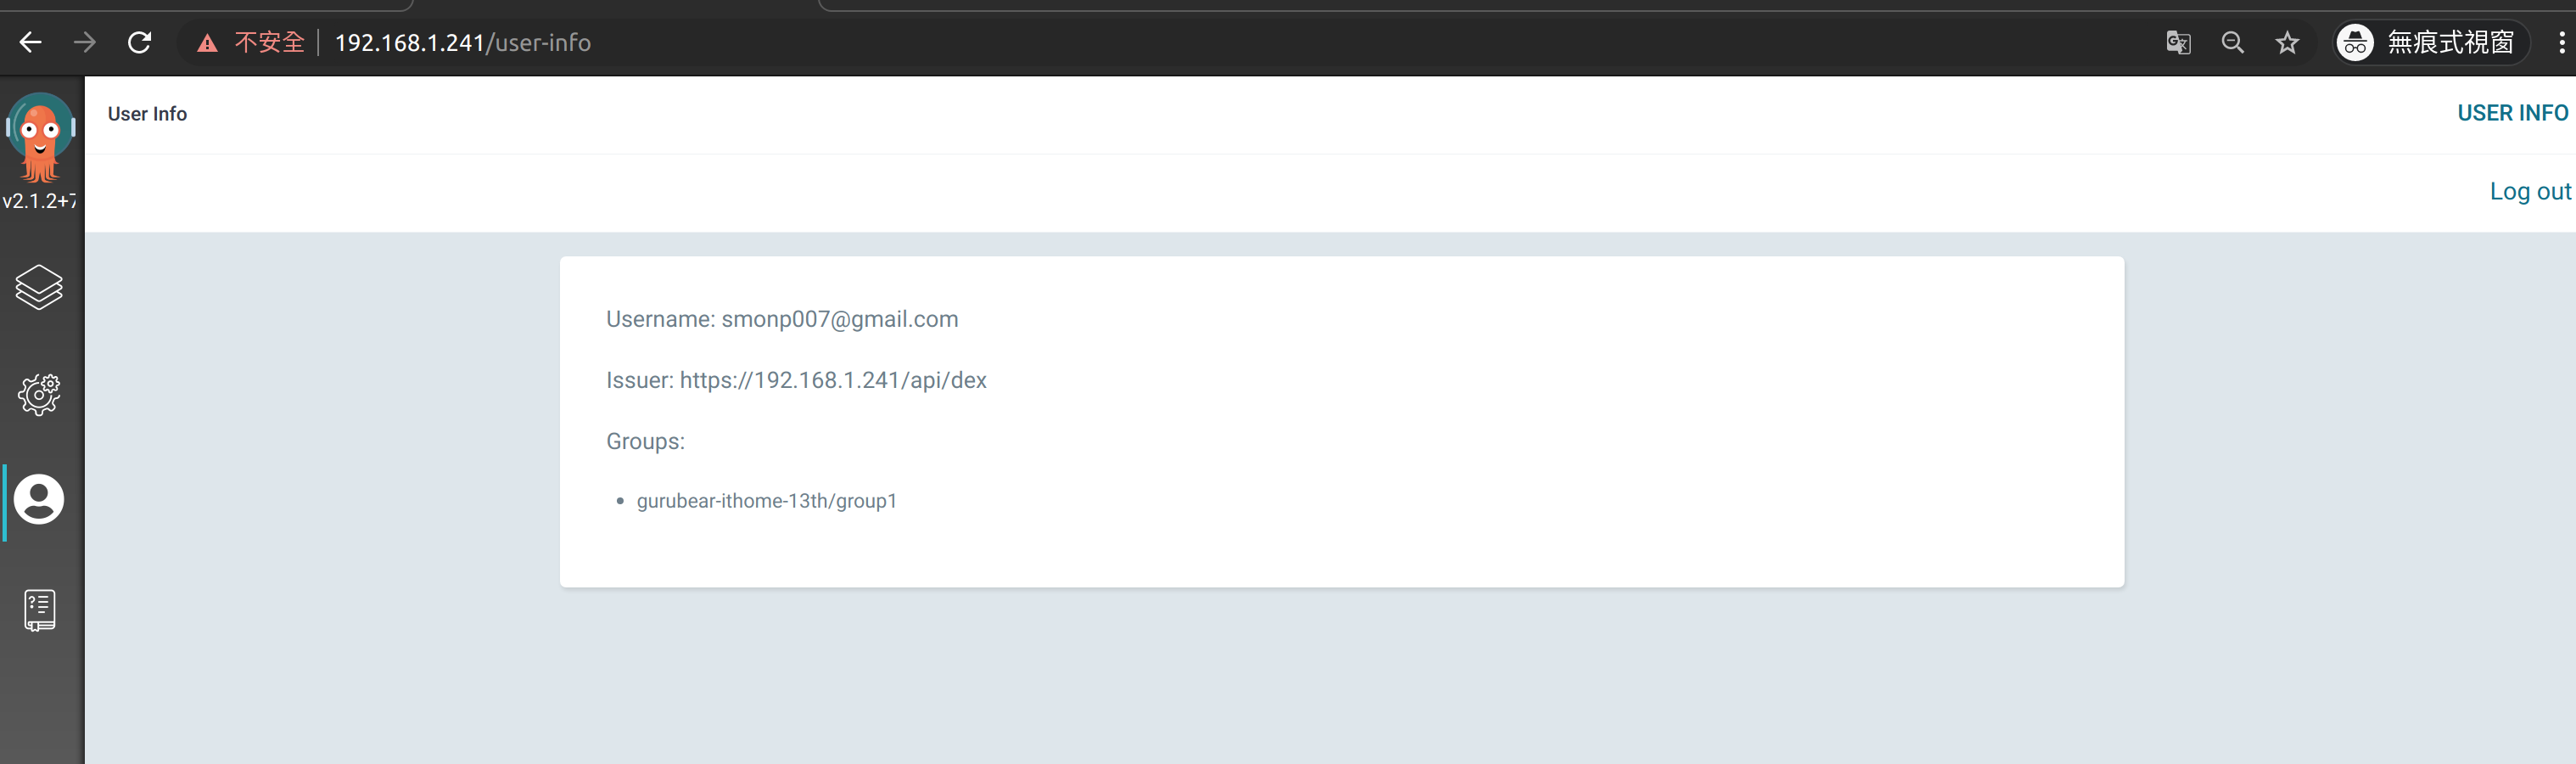 不安全 192.168.1.241/user-info 無痕式視窗
User Info USER INFO
v2.1.2+7
Log out
Username: smonp007@gmail.com
Issuer: https://192.168.1.241/api/dex
Groups:
gurubear-ithome-13th/group1